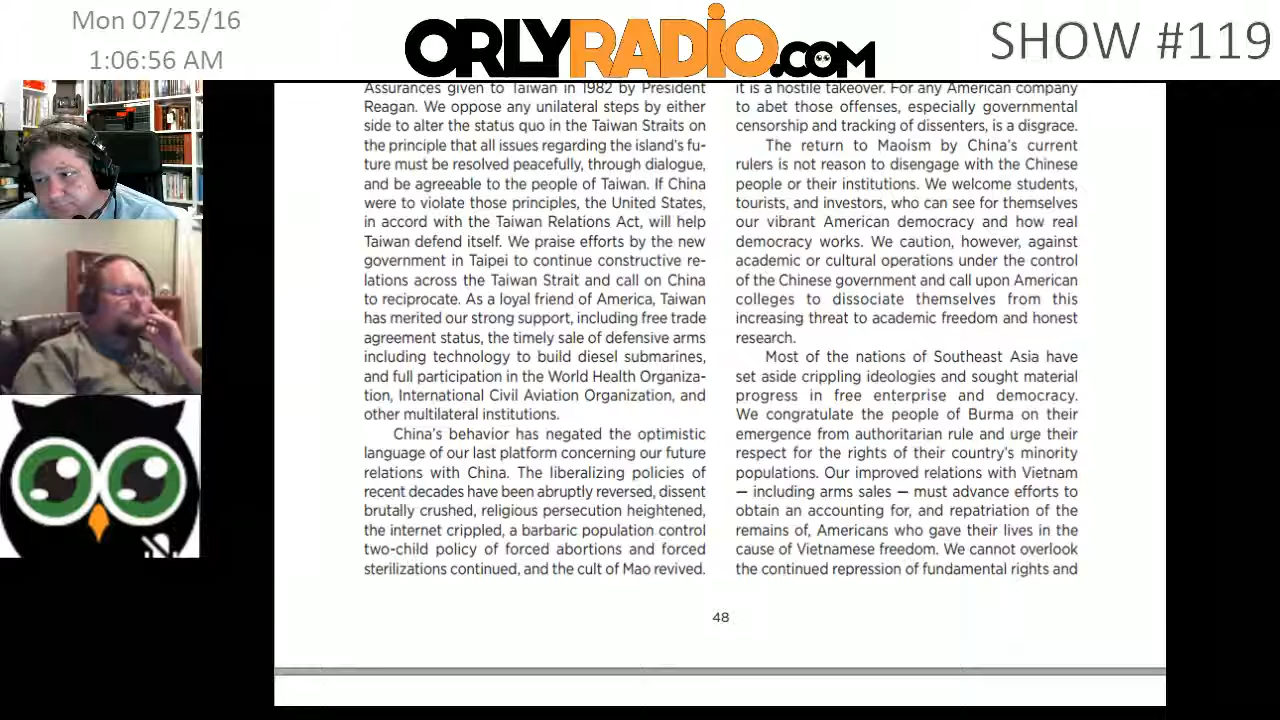 Mon 07/25/16
1:06:56 AM
ORLYRADiO.COM
SHOW #119
Assurances given to Taiwan in 1982 by President
Reagan. We oppose any unilateral steps by either
side to alter the status quo in the Taiwan Straits on
the principle that all issues regarding the island's fu-
ture must be resolved peacefully, through dialogue,
and be agreeable to the people of Taiwan. If China
were to violate those principles, the United States,
in accord with the Taiwan Relations Act, will help
Taiwan defend itself. We praise efforts by the new
government in Taipei to continue constructive re-
lations across the Taiwan Strait and call on China
to reciprocate. As a loyal friend of America, Taiwan
has merited our strong support, including free trade
agreement status, the timely sale of defensive arms
including technology to build diesel submarines,
and full participation in the World Health Organiza-
tion, International Civil Aviation Organization, and
other multilateral institutions.
China's behavior has negated the optimistic
language of our last platform concerning our future
relations with China. The liberalizing policies of
recent decades have been abruptly reversed, dissent
brutally crushed, religious persecution heightened,
the internet crippled, a barbaric population control
two-child policy of forced abortions and forced
sterilizations continued, and the cult of Mao revived.
it is a hostile takeover. For any American company
to abet those offenses, especially governmental
censorship and tracking of dissenters, is a disgrace.
The return to Maoism by China's current
rulers is not reason to disengage with the Chinese
people or their institutions. We welcome students,
tourists, and investors, who can see for themselves
our vibrant American democracy and how real
democracy works. We caution, however, against
academic or cultural operations under the control
of the Chinese government and call upon American
colleges to dissociate themselves from this
increasing threat to academic freedom and honest
research.
Most of the nations of Southeast Asia have
set aside crippling ideologies and sought material
progress in free enterprise and democracy.
We congratulate the people of Burma on their
emergence from authoritarian rule and urge their
respect for the rights of their country's minority
populations. Our improved relations with Vietnam
— including arms sales — must advance efforts to
obtain an accounting for, and repatriation of the
remains of, Americans who gave their lives in the
cause of Vietnamese freedom. We cannot overlook
the continued repression of fundamental rights and
48